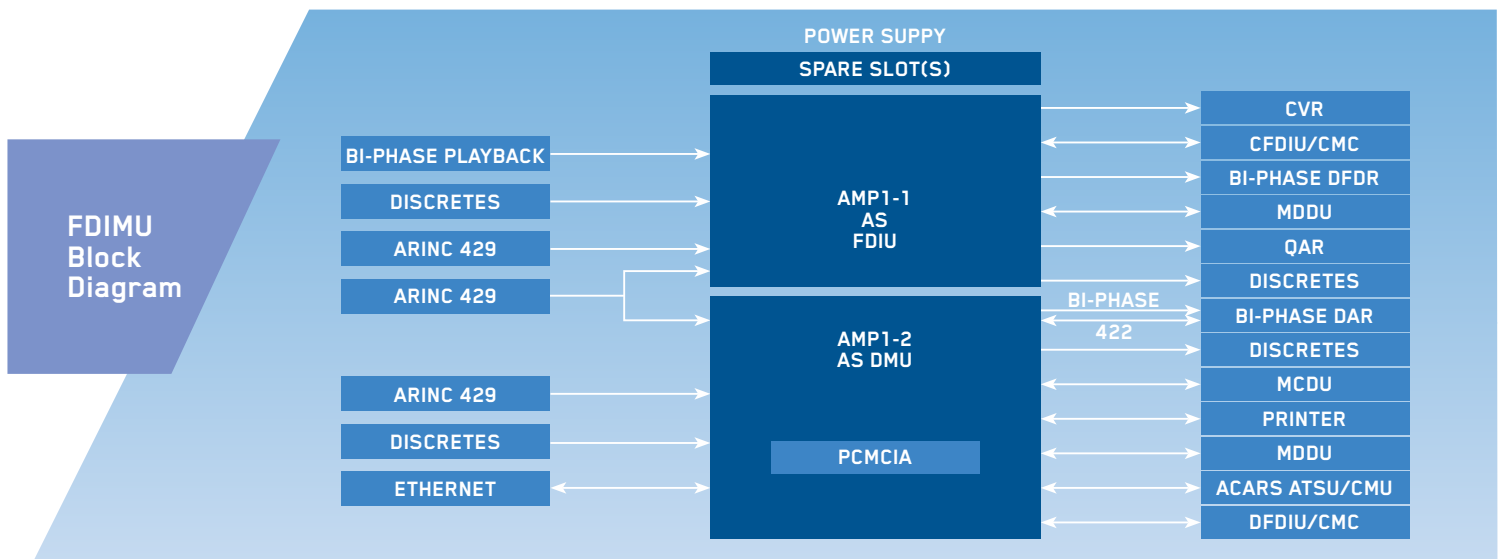 FDIMU
Block
Diagram
POWER SUPPY
SPARE SLOT(S)
BI-PHASE PLAYBACK
DISCRETES
ARINC 429
ARINC 429
ARINC 429
DISCRETES
ETHERNET
AMP1-1
AS
FDIU
AMP1-2
AS DMU
PCMCIA
BI-PHASE
422
CVR
CFDIU/CMC
BI-PHASE DFDR
MDDU
QAR
DISCRETES
BI-PHASE DAR
DISCRETES
MCDU
PRINTER
MDDU
ACARS ATSU/CMU
DFDIU/CMC